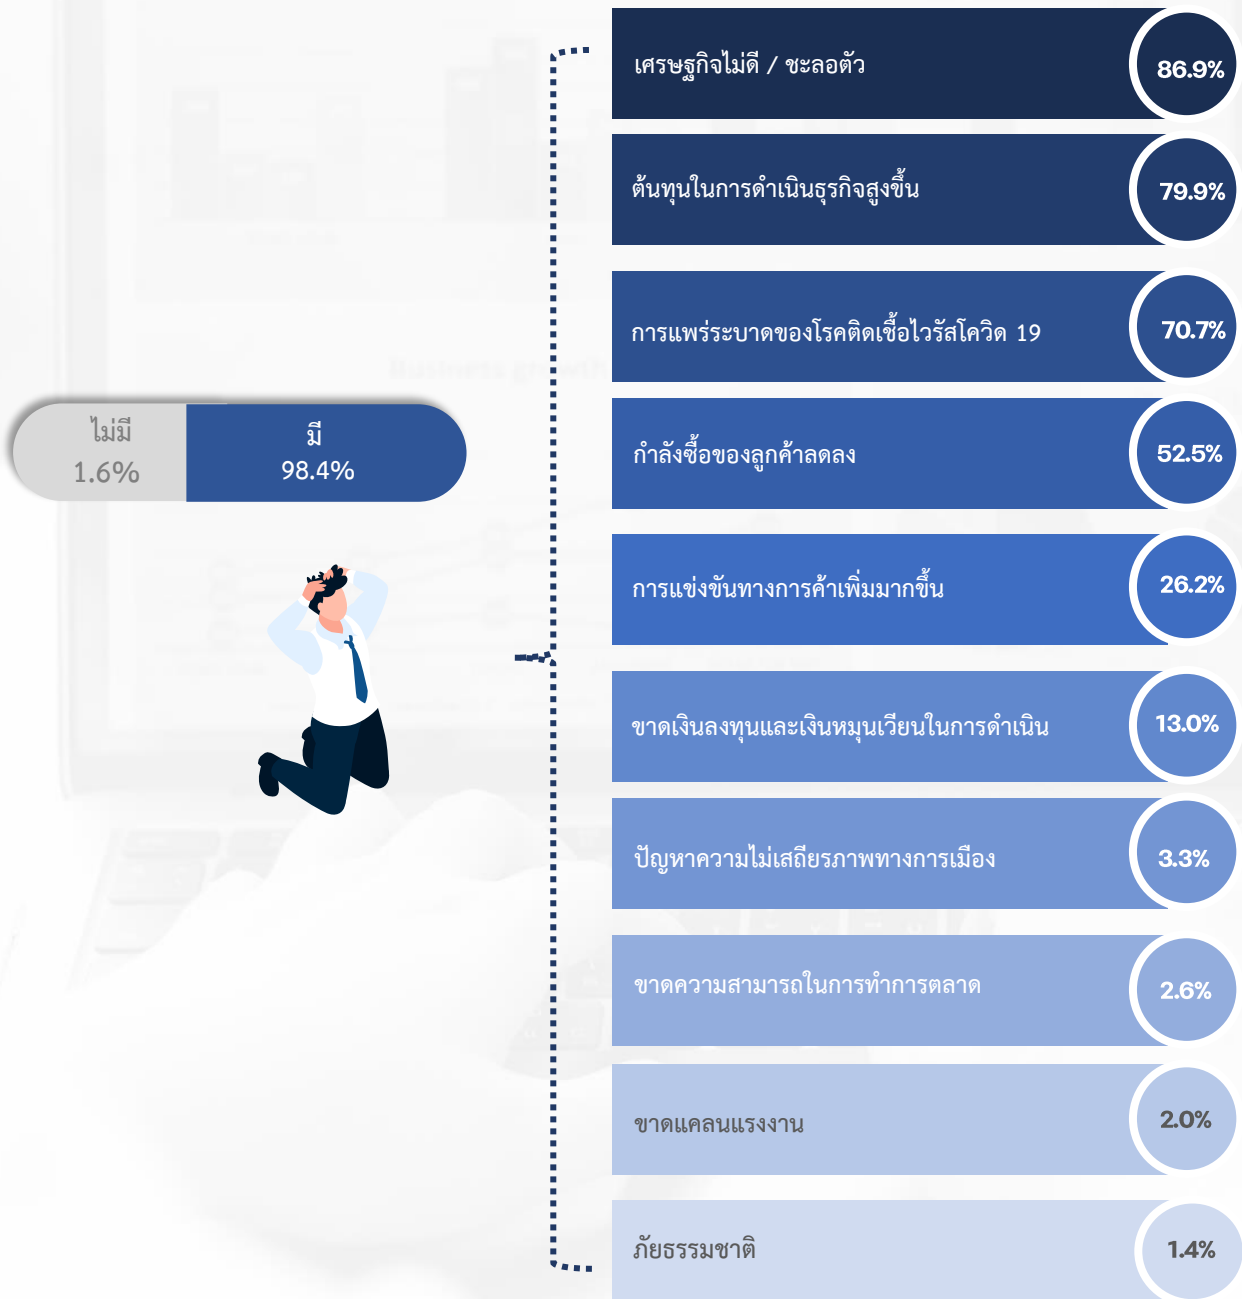 เศรษฐกิจไม่ดี / ชะลอตัว
86.9%
ต้นทุนในการดำเนินธุรกิจสูงขึ้น
79.9%
การแพร่ระบาดของโรคติดเชื้อไวรัสโควิด 19
70.7%
Business growth
ไม่มี
1.6%
มี
98.4%
กำลังซื้อของลูกค้าลดลง
52.5%
การแข่งขันทางการค้าเพิ่มมากขึ้น
26.2%
ขาดเงินลงทุนและเงินหมุนเวียนในการดำเนิน
13.0%
ปัญหาความไม่เสถียรภาพทางการเมือง
3.3%
ขาดความสามารถในการทำการตลาด
2.6%
ขาดแคลนแรงงาน
2.0%
ภัยธรรมชาติ
1.4%